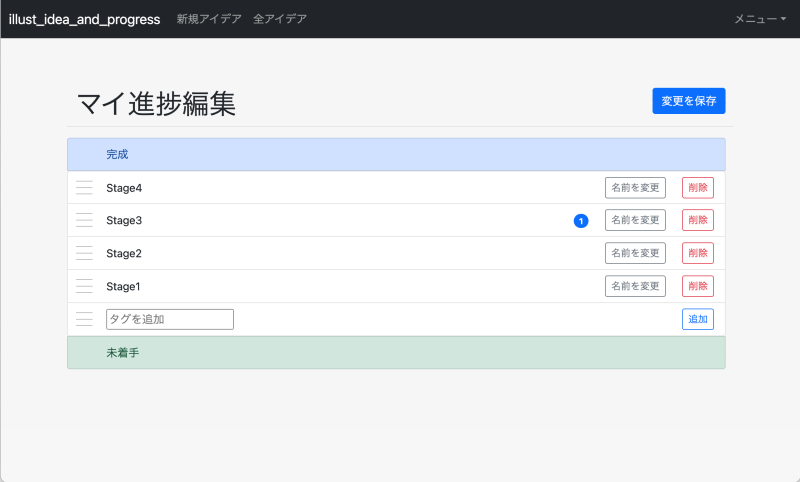 illust_idea_and_progress 新規アイデア 全アイデア メニュー
マイ進捗編集 変更を保存
完成
Stage4 名前を変更 削除
Stage3 1 名前を変更 削除
Stage2 名前を変更 削除
Stage1 名前を変更 削除
タグを追加 追加
未着手